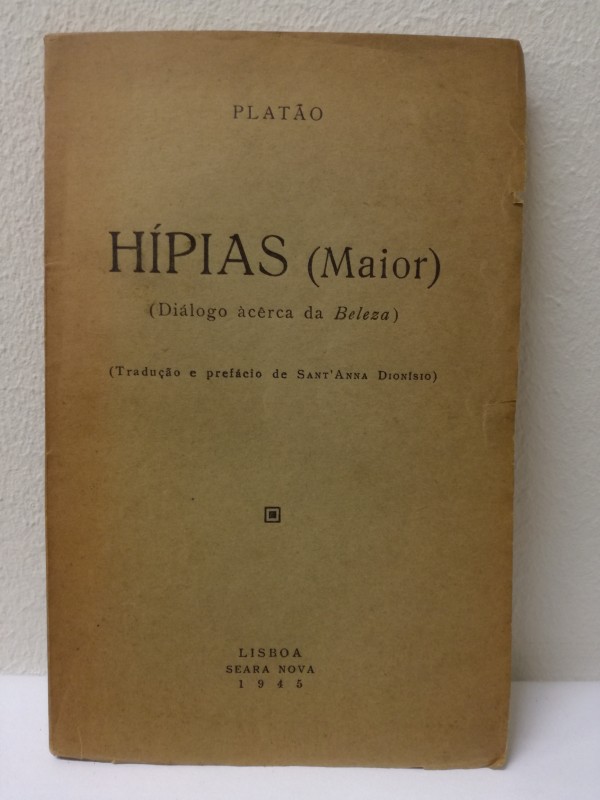 PLATÃO
HÍPIAS (Maior)
(Diálogo àcêrca da Beleza)
(Tradução e prefácio de SANT'ANNA DIONÍSIO)
LISBOA
SEARA NOVA
1945